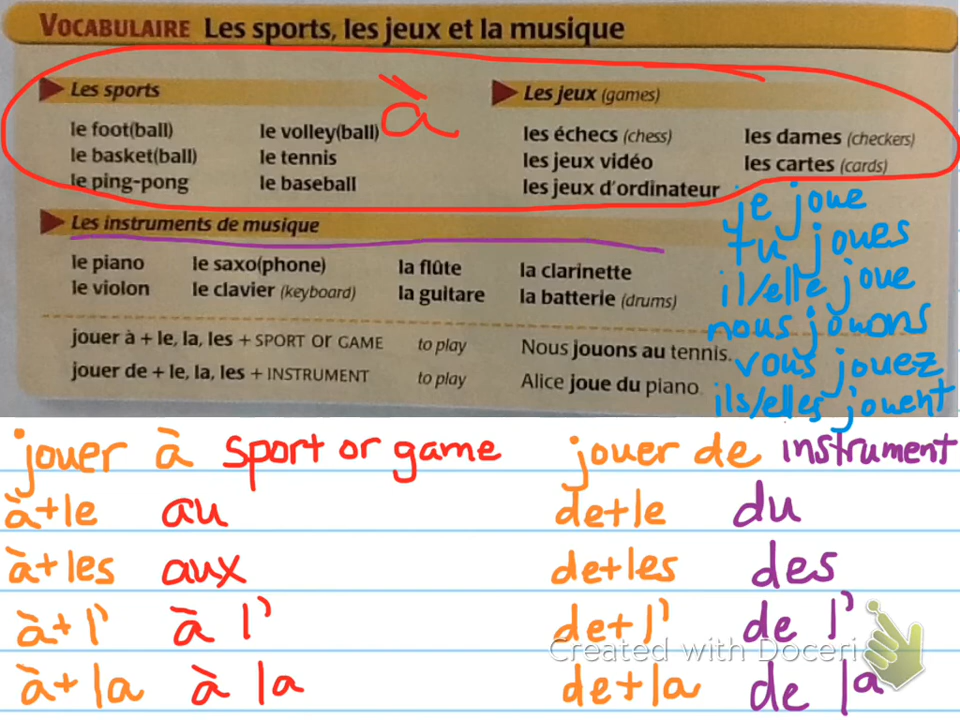 VOCABULAIRE Les sports, les jeux et la musique
Les sports
à
le foot(ball) le volley(ball)
le basket(ball) le tennis
le ping-pong le baseball
Les jeux (games)
les échecs (chess) les dames (checkers)
les jeux vidéo les cartes (cards)
les jeux d'ordinateur
Les instruments de musique
le piano le saxo(phone) la flûte la clarinette
le violon le clavier (keyboard) la guitare la batterie (drums)
jouer à + le, la, les + SPORT or GAME to play Nous jouons au tennis.
jouer de + le, la, les + INSTRUMENT to play Alice joue du piano.
je joue
tu joues
il/elle joue
nous jouons
vous jouez
ils/elles jouent
jouer à sport or game jouer de instrument
à+le au de+le du
à+les aux de+les des
à+l' à l' de+l' de l'
à+la à la de+la de la
Created with Doceri